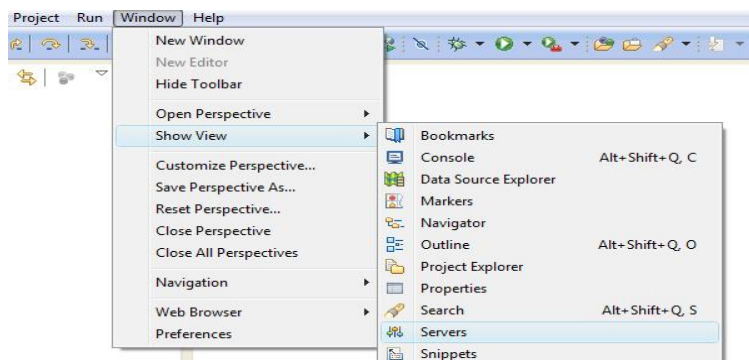 Project Run Window Help
New Window
New Editor
Hide Toolbar
Open Perspective
Show View
Customize Perspective...
Save Perspective As...
Reset Perspective...
Close Perspective
Close All Perspectives
Navigation
Web Browser
Preferences
Bookmarks
Console Alt+Shift+Q, C
Data Source Explorer
Markers
Navigator
Outline Alt+Shift+Q, O
Project Explorer
Properties
Search Alt+Shift+Q, S
Servers
Snippets